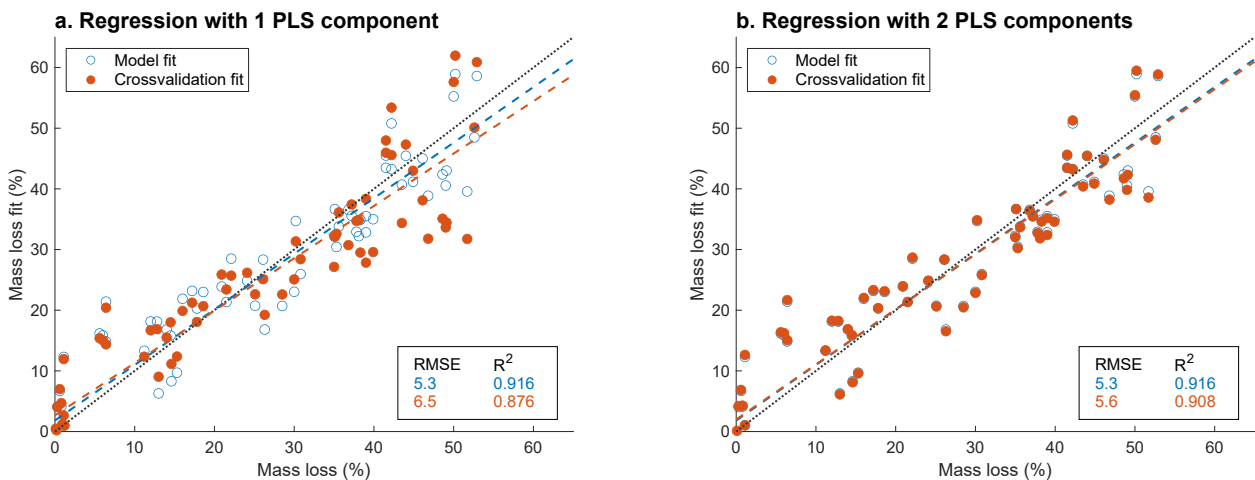 a. Regression with 1 PLS component
Model fit
Crossvalidation fit
Mass loss fit (%)
60
50
40
30
20
10
0
RMSE R²
5.3 0.916
6.5 0.876
0 10 20 30 40 50 60
Mass loss (%)
b. Regression with 2 PLS components
Model fit
Crossvalidation fit
Mass loss fit (%)
60
50
40
30
20
10
0
RMSE R²
5.3 0.916
5.6 0.908
0 10 20 30 40 50 60
Mass loss (%)